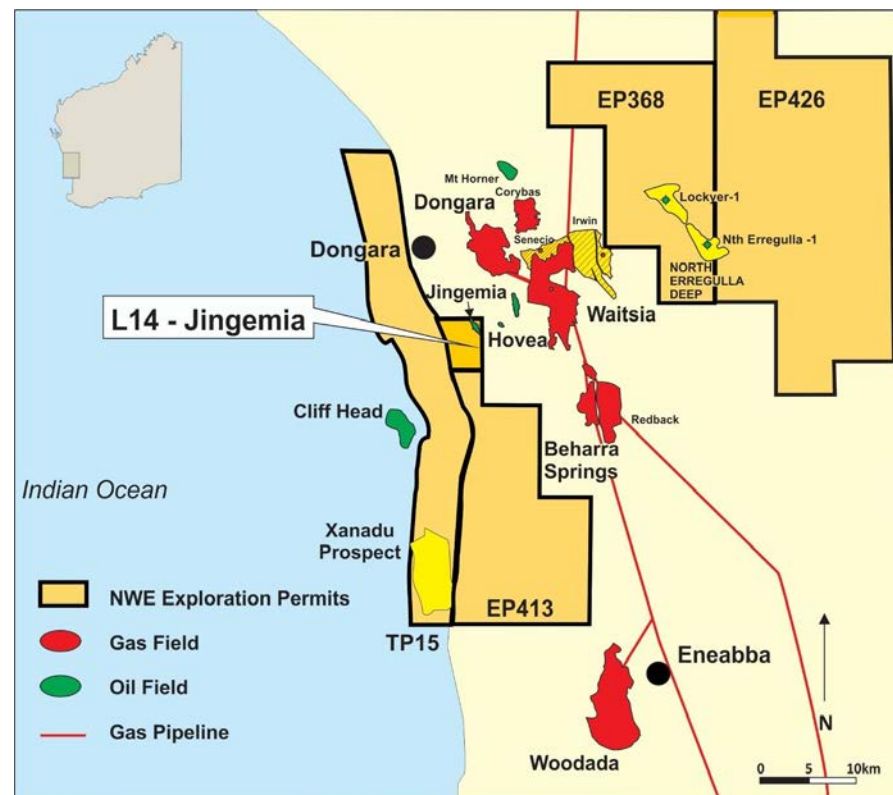 EP368
EP426
Mt Horner
Corybas
Dongara
Lockyer-1
Irwin
Senecio
Dongara
Nth Erregulla -1
NORTH
ERREGULLA
DEEP
Jingemia
Waitsia
L14 - Jingemia
Hovea
Cliff Head
Redback
Beharra
Springs
Indian Ocean
Xanadu
Prospect
NWE Exploration Permits
EP413
Gas Field
TP15
Oil Field
Eneabba
Gas Pipeline
N
Woodada
0 5 10km